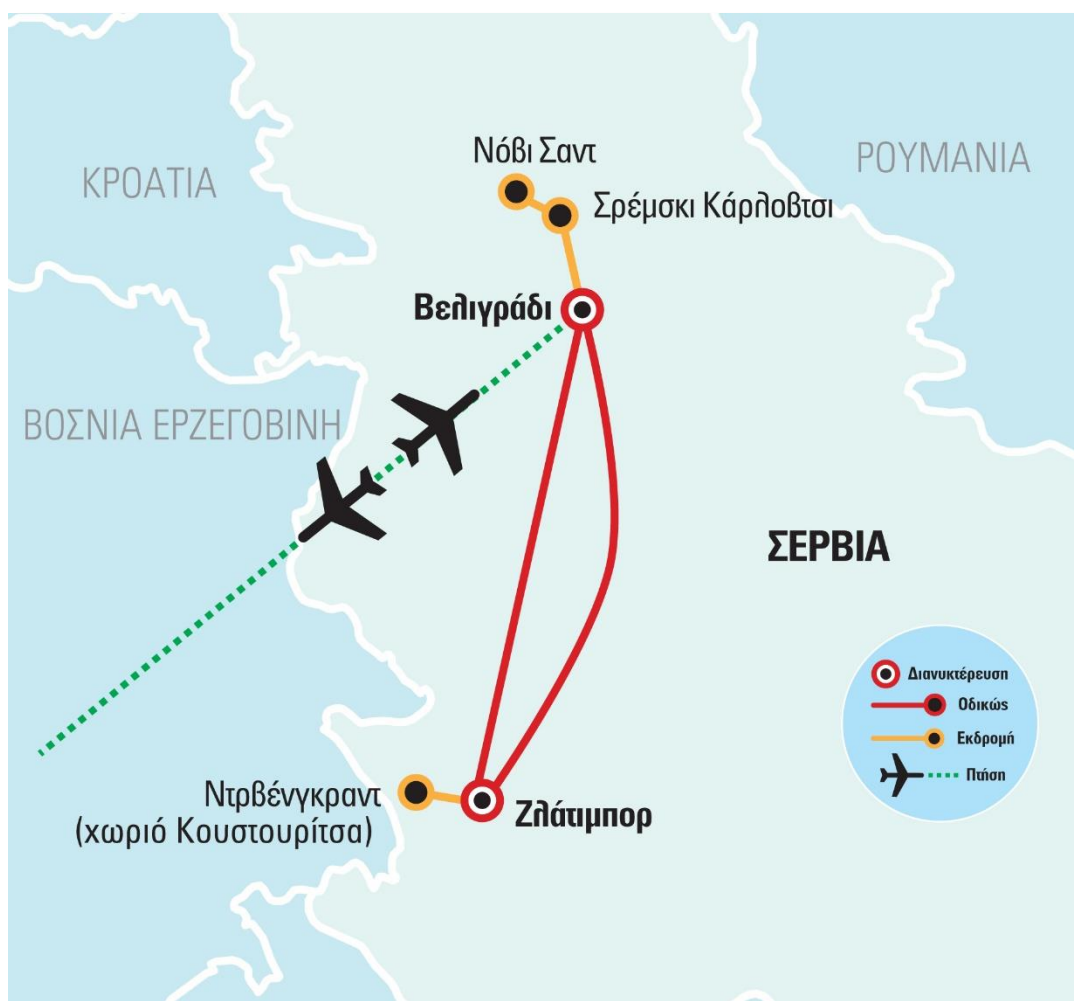 Νόβι Σαντ
ΡΟΥΜΑΝΙΑ
ΚΡΟΑΤΙΑ
Σρέμσκι Κάρλοβτσι
Βελιγράδι
ΒΟΣΝΙΑ ΕΡΖΕΓΟΒΙΝΗ
ΣΕΡΒΙΑ
Διανυκτέρευση
Οδικώς
Εκδρομή
Πτήση
Ντρβένγκραντ
(χωριό Κουστουρίτσα)
Ζλάτιμπορ